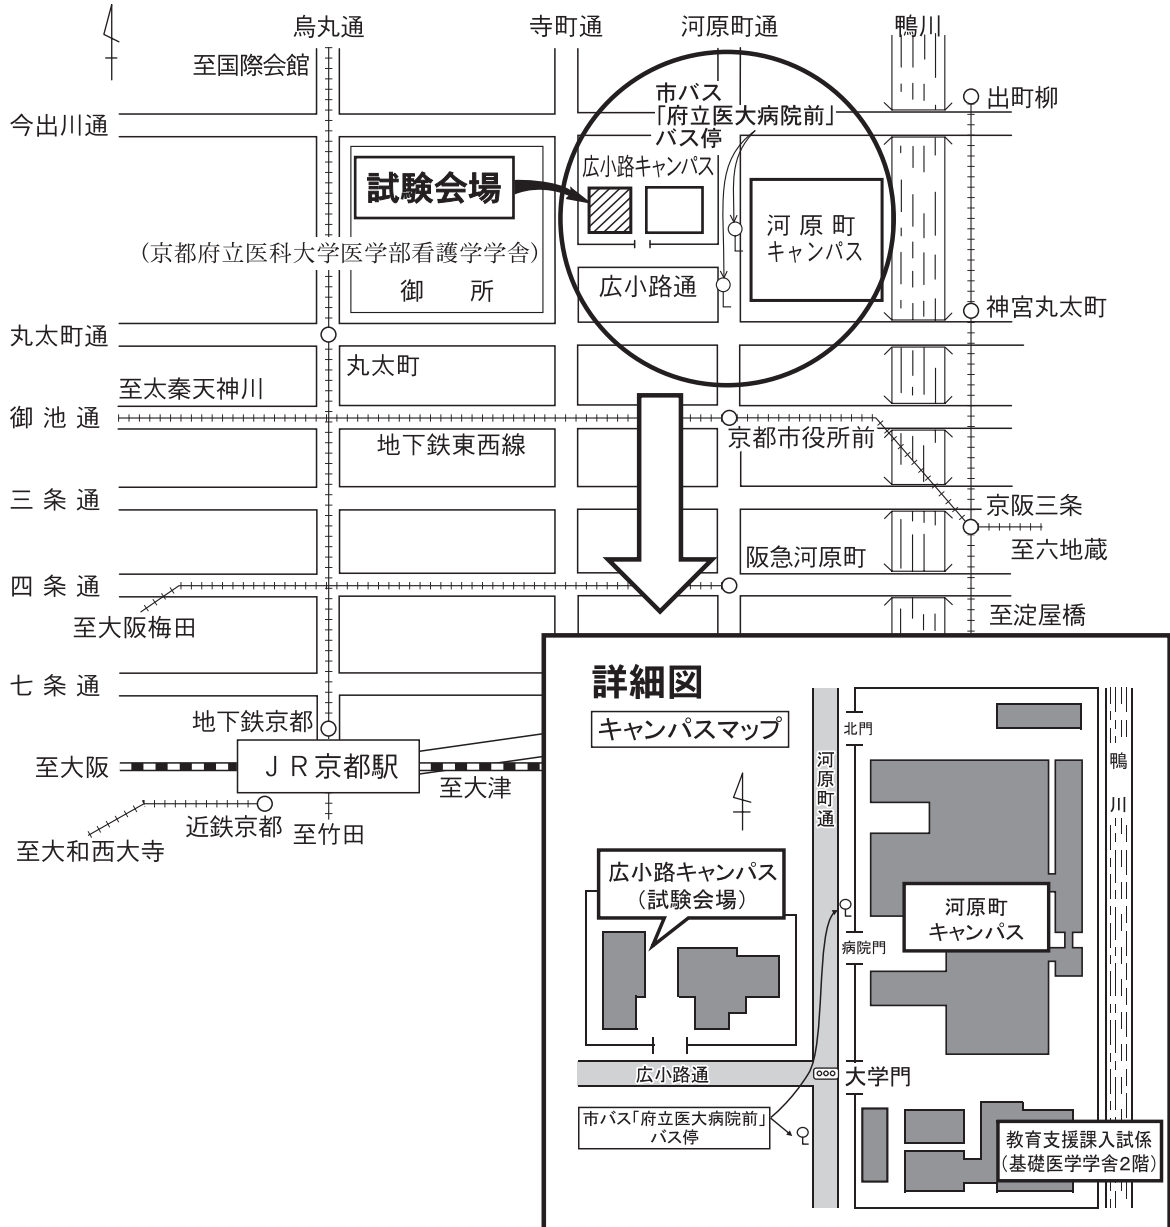 烏丸通
寺町通
河原町通
鴨川
至国際会館
市バス
「府立医大病院前」
バス停
出町柳
今出川通
広小路キャンパス
試験会場
河原町
キャンパス
(京都府立医科大学医学部看護学学舎)
御所
広小路通
神宮丸太町
丸太町通
丸太町
至太秦天神川
御池通
地下鉄東西線
京都市役所前
三条通
京阪三条
至六地蔵
阪急河原町
四条通
至大阪梅田
至淀屋橋
七条通
地下鉄京都
至大阪
JR京都駅
至大津
近鉄京都
至竹田
至大和西大寺
詳細図
キャンパスマップ
北門
河原町通
鴨川
広小路キャンパス
(試験会場)
河原町
キャンパス
病院門
広小路通
大学門
市バス「府立医大病院前」
バス停
教育支援課入試係
(基礎医学学舎2階)